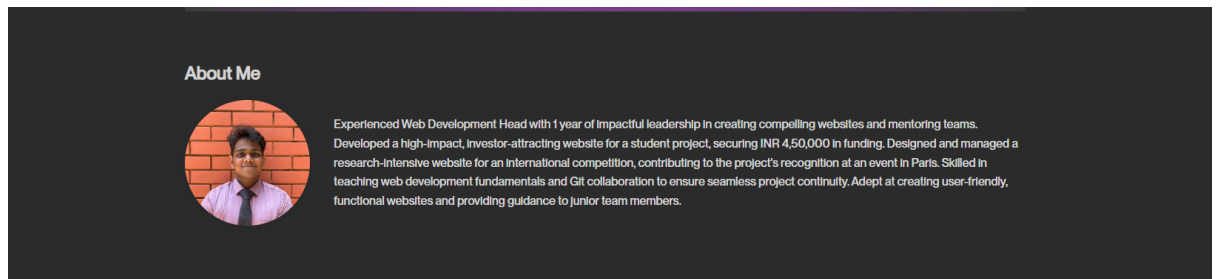 About Me
Experienced Web Development Head with 1 year of impactful leadership in creating compelling websites and mentoring teams.
Developed a high-impact, investor-attracting website for a student project, securing INR 4,50,000 in funding. Designed and managed a
research-intensive website for an international competition, contributing to the project's recognition at an event in Paris. Skilled in
teaching web development fundamentals and Git collaboration to ensure seamless project continuity. Adept at creating user-friendly,
functional websites and providing guidance to junior team members.